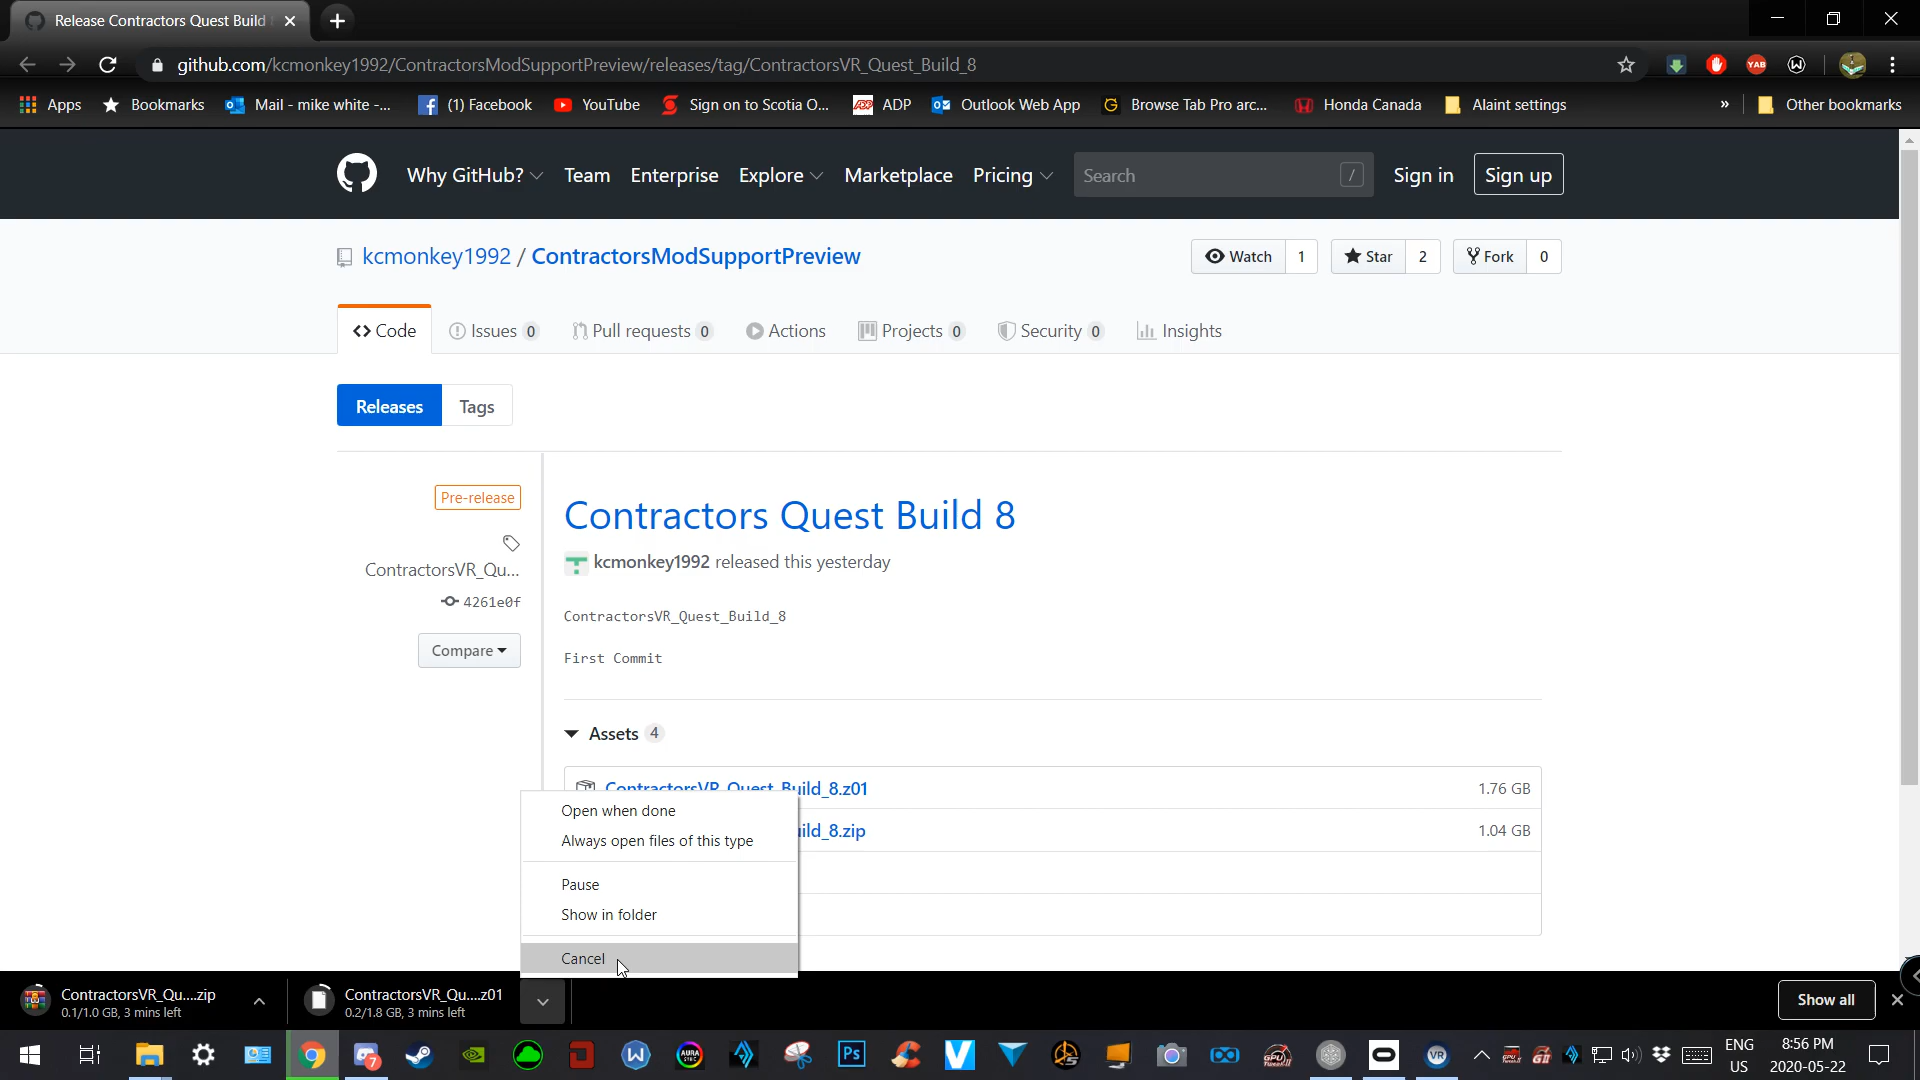 Release Contractors Quest Build
github.com/kcmonkey1992/ContractorsModSupportPreview/releases/tag/ContractorsVR_Quest_Build_8
YAB
Apps
Bookmarks
Mail - mike white -...
(1) Facebook
YouTube
Sign on to Scotia O...
ADP
Outlook Web App
Browse Tab Pro arc...
Honda Canada
Alaint settings
»
Other bookmarks
Why GitHub?
Team
Enterprise
Explore
Marketplace
Pricing
Search
/
Sign in
Sign up
kcmonkey1992 / ContractorsModSupportPreview
Watch 1
Star 2
Fork 0
Code
Issues 0
Pull requests 0
Actions
Projects 0
Security 0
Insights
Releases
Tags
Pre-release
ContractorsVR_Qu...
4261e0f
Compare
Contractors Quest Build 8
kcmonkey1992 released this yesterday
ContractorsVR_Quest_Build_8
First Commit
Assets 4
ContractorsVR_Quest_Build_8.z01
1.76 GB
uild_8.zip
1.04 GB
Open when done
Always open files of this type
Pause
Show in folder
Cancel
ContractorsVR_Qu....zip
0.1/1.0 GB, 3 mins left
ContractorsVR_Qu....z01
0.2/1.8 GB, 3 mins left
Show all
7
AURA
Ps
VR
ENG
US
8:56 PM
2020-05-22